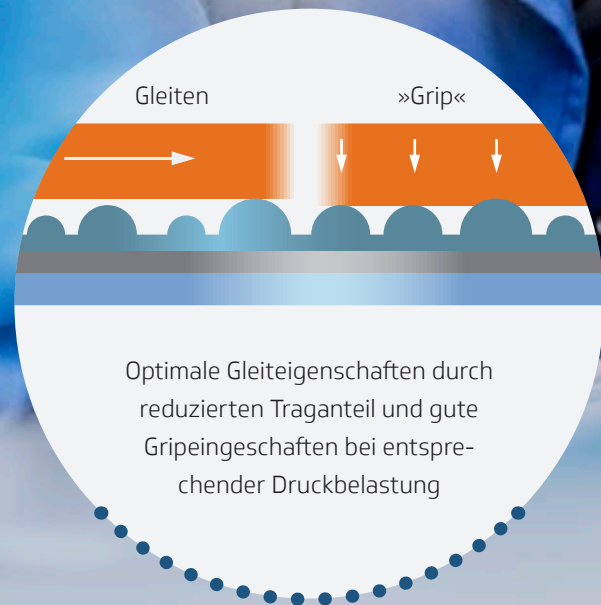 Gleiten
»Grip«
Optimale Gleiteigenschaften durch
reduzierten Traganteil und gute
Gripeingeschaften bei entspre-
chender Druckbelastung